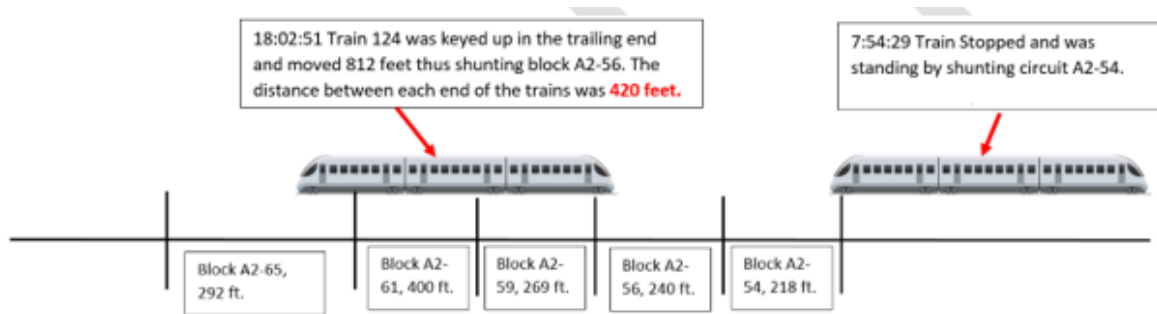 18:02:51 Train 124 was keyed up in the trailing end
and moved 812 feet thus shunting block A2-56. The
distance between each end of the trains was 420 feet.
7:54:29 Train Stopped and was
standing by shunting circuit A2-54.
Block A2-65,
292 ft.
Block A2-
61, 400 ft.
Block A2-
59, 269 ft.
Block A2-
56, 240 ft.
Block A2-
54, 218 ft.